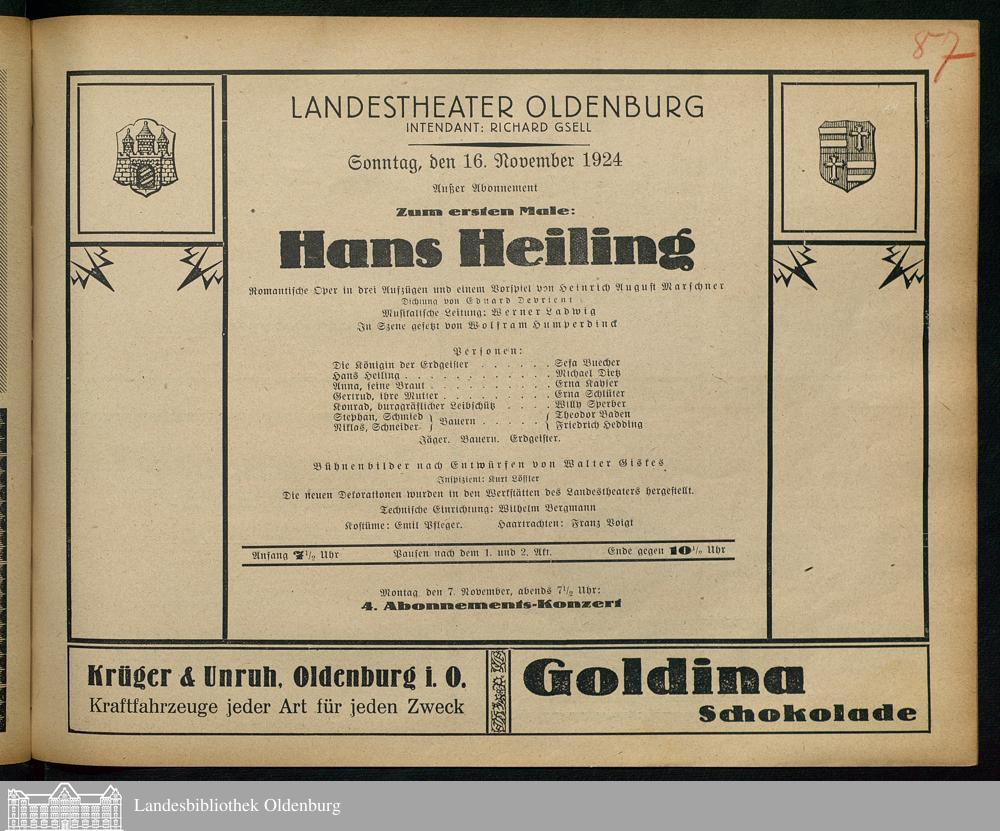 87
LANDESTHEATER OLDENBURG
INTENDANT: RICHARD GSELL
Sonntag, den 16. November 1924
Außer Abonnement
Zum ersten Male:
Hans Heiling
Romantische Oper in drei Aufzügen und einem Vorspiel von Heinrich August Marschner
Dichtung von Eduard Devrient
Musikalische Leitung: Werner Ladwig
In Szene gesetzt von Wolfram Humperdinck
Personen:
Die Königin der Erdgeister . . . . . . Sefa Buecher
Hans Heiling . . . . . . . . . . . . Michael Dietz
Anna, seine Braut . . . . . . . . . . Erna Kayser
Gertrud, ihre Mutter . . . . . . . . . Erna Schlüter
Konrad, burggräflicher Leibschütz . . . . Willy Sperber
Stephan, Schmied } Bauern . . . . . { Theodor Baden
Niklas, Schneider } { Friedrich Hedding
Jäger. Bauern. Erdgeister.
Bühnenbilder nach Entwürfen von Walter Giskes
Inspizient: Kurt Löffler
Die neuen Dekorationen wurden in den Werkstätten des Landestheaters hergestellt.
Technische Einrichtung: Wilhelm Bergmann
Kostüme: Emil Pfleger. Haartrachten: Franz Voigt
Anfang 7 1/2 Uhr Pausen nach dem 1. und 2. Akt. Ende gegen 10 1/2 Uhr
Montag, den 7. November, abends 7 1/2 Uhr:
4. Abonnements-Konzert
Krüger & Unruh, Oldenburg i. O.
Kraftfahrzeuge jeder Art für jeden Zweck
Goldina
Schokolade
Landesbibliothek Oldenburg